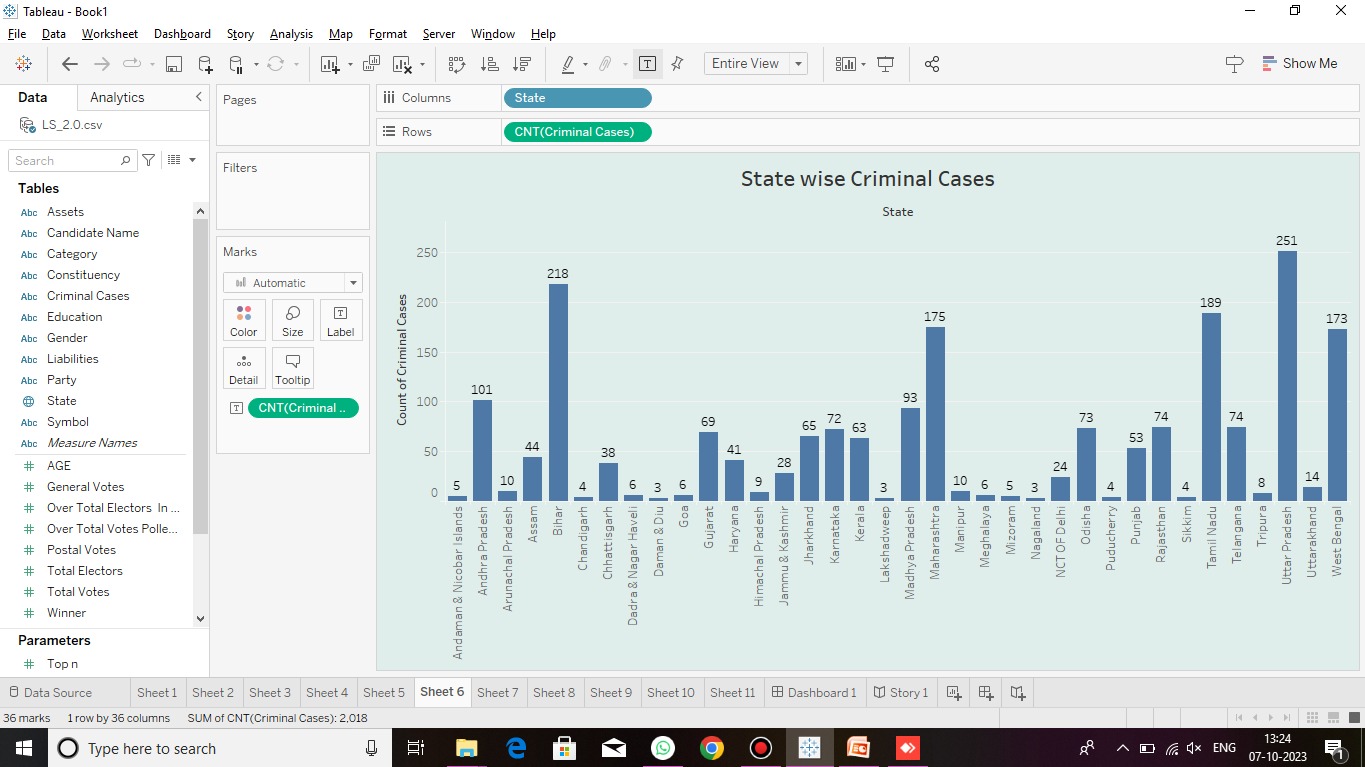 Tableau - Book1
File Data Worksheet Dashboard Story Analysis Map Format Server Window Help
Entire View
Show Me
Data Analytics
LS_2.0.csv
Search
Tables
Abc Assets
Abc Candidate Name
Abc Category
Abc Constituency
Abc Criminal Cases
Abc Education
Abc Gender
Abc Liabilities
Abc Party
State
Abc Symbol
Abc Measure Names
# AGE
# General Votes
# Over Total Electors In ...
# Over Total Votes Polle...
# Postal Votes
# Total Electors
# Total Votes
# Winner
Parameters
# Top n
Pages
Filters
Marks
Automatic
Color Size Label
Detail Tooltip
CNT(Criminal ..
Columns State
Rows CNT(Criminal Cases)
State wise Criminal Cases
State
Count of Criminal Cases
250
200
150
100
50
0
5 101 10 44 218 4 38 6 3 6 69 41 9 28 65 72 63 3 93 175 10 6 5 3 24 73 4 53 74 4 189 74 8 251 14 173
Andaman & Nicobar Islands
Andhra Pradesh
Arunachal Pradesh
Assam
Bihar
Chandigarh
Chhattisgarh
Dadra & Nagar Haveli
Daman & Diu
Goa
Gujarat
Haryana
Himachal Pradesh
Jammu & Kashmir
Jharkhand
Karnataka
Kerala
Lakshadweep
Madhya Pradesh
Maharashtra
Manipur
Meghalaya
Mizoram
Nagaland
NCT OF Delhi
Odisha
Puducherry
Punjab
Rajasthan
Sikkim
Tamil Nadu
Telangana
Tripura
Uttar Pradesh
Uttarakhand
West Bengal
Data Source Sheet 1 Sheet 2 Sheet 3 Sheet 4 Sheet 5 Sheet 6 Sheet 7 Sheet 8 Sheet 9 Sheet 10 Sheet 11 Dashboard 1 Story 1
36 marks 1 row by 36 columns SUM of CNT(Criminal Cases): 2,018
Type here to search
ENG
13:24
07-10-2023
1